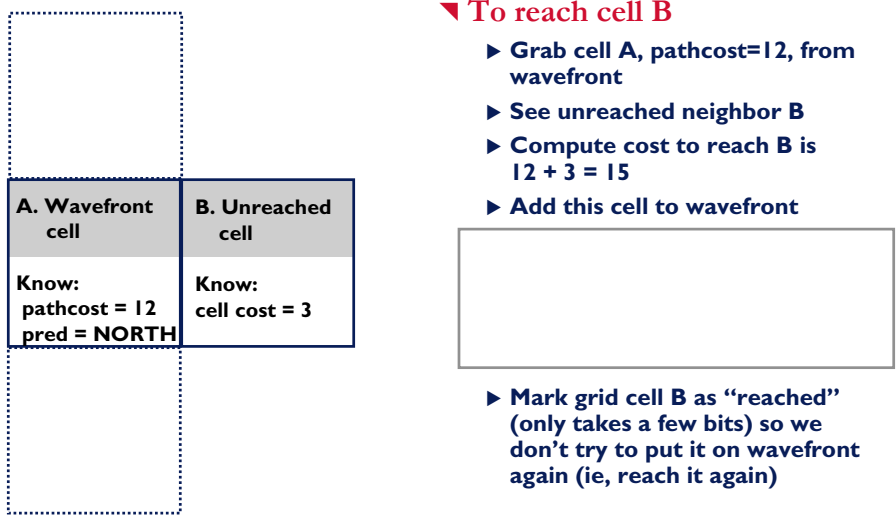 To reach cell B
▶ Grab cell A, pathcost=12, from
wavefront
▶ See unreached neighbor B
▶ Compute cost to reach B is
12 + 3 = 15
▶ Add this cell to wavefront
▶ Mark grid cell B as “reached”
(only takes a few bits) so we
don’t try to put it on wavefront
again (ie, reach it again)
A. Wavefront
cell
Know:
pathcost = 12
pred = NORTH
B. Unreached
cell
Know:
cell cost = 3